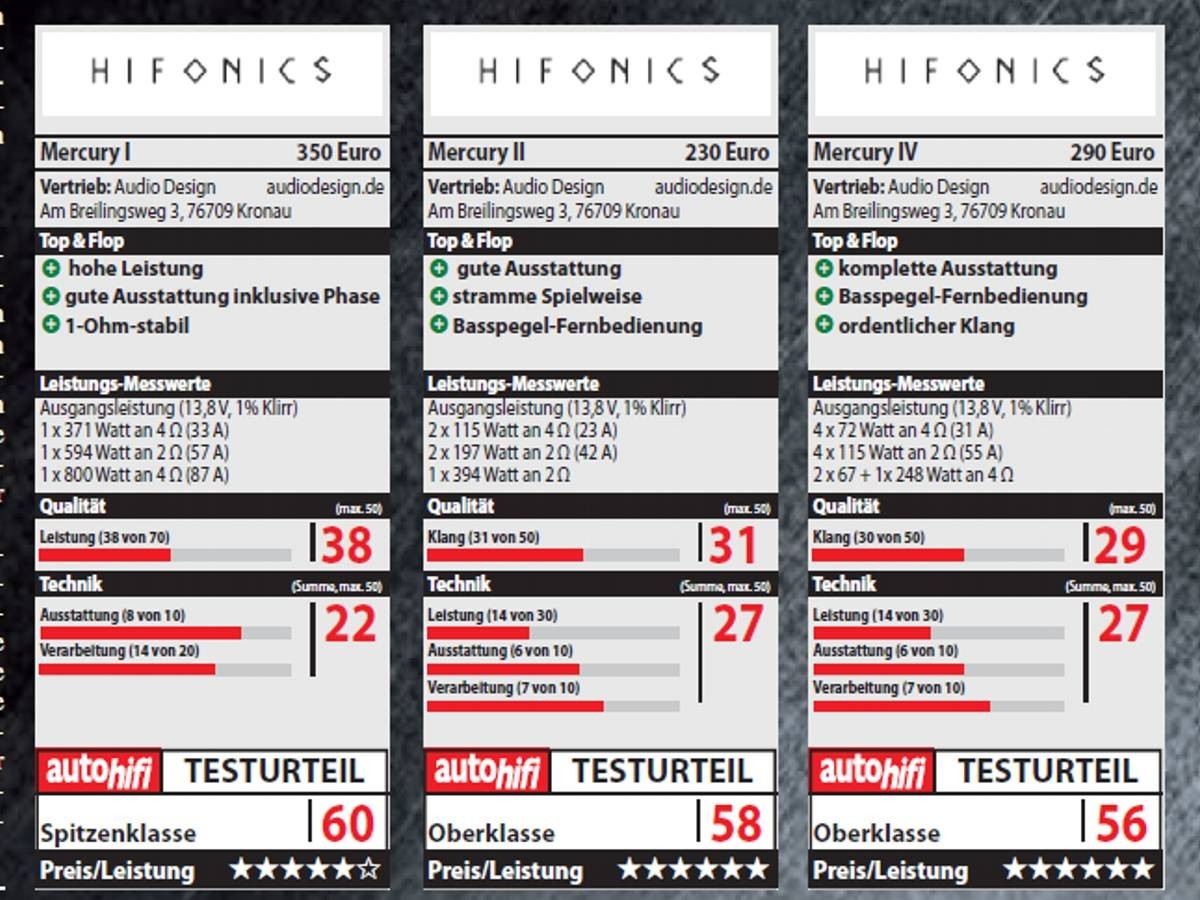 HIFONICS
Mercury I 350 Euro
Vertrieb: Audio Design audiodesign.de
Am Breilingsweg 3, 76709 Kronau
Top & Flop
hohe Leistung
gute Ausstattung inklusive Phase
1-Ohm-stabil
Leistungs-Messwerte
Ausgangsleistung (13,8 V, 1% Klirr)
1 x 371 Watt an 4 Ω (33 A)
1 x 594 Watt an 2 Ω (57 A)
1 x 800 Watt an 4 Ω (87 A)
Qualität (max. 50)
Leistung (38 von 70) 38
Technik (Summe, max. 50)
Ausstattung (8 von 10) 22
Verarbeitung (14 von 20)
autohifi TESTURTEIL
Spitzenklasse 60
Preis/Leistung ★★★★★☆
HIFONICS
Mercury II 230 Euro
Vertrieb: Audio Design audiodesign.de
Am Breilingsweg 3, 76709 Kronau
Top & Flop
gute Ausstattung
stramme Spielweise
Basspegel-Fernbedienung
Leistungs-Messwerte
Ausgangsleistung (13,8 V, 1% Klirr)
2 x 115 Watt an 4 Ω (23 A)
2 x 197 Watt an 2 Ω (42 A)
1 x 394 Watt an 2 Ω
Qualität (max. 50)
Klang (31 von 50) 31
Technik (Summe, max. 50)
Leistung (14 von 30) 27
Ausstattung (6 von 10)
Verarbeitung (7 von 10)
autohifi TESTURTEIL
Oberklasse 58
Preis/Leistung ★★★★★★
HIFONICS
Mercury IV 290 Euro
Vertrieb: Audio Design audiodesign.de
Am Breilingsweg 3, 76709 Kronau
Top & Flop
komplette Ausstattung
Basspegel-Fernbedienung
ordentlicher Klang
Leistungs-Messwerte
Ausgangsleistung (13,8 V, 1% Klirr)
4 x 72 Watt an 4 Ω (31 A)
4 x 115 Watt an 2 Ω (55 A)
2 x 67 + 1x 248 Watt an 4 Ω
Qualität (max. 50)
Klang (30 von 50) 29
Technik (Summe, max. 50)
Leistung (14 von 30) 27
Ausstattung (6 von 10)
Verarbeitung (7 von 10)
autohifi TESTURTEIL
Oberklasse 56
Preis/Leistung ★★★★★★